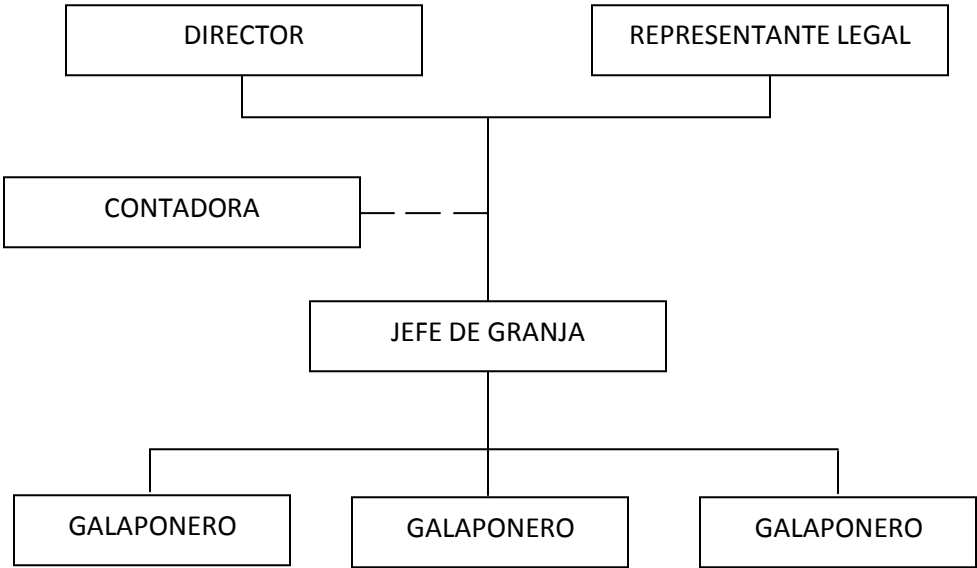 DIRECTOR
REPRESENTANTE LEGAL
CONTADORA
JEFE DE GRANJA
GALAPONERO
GALAPONERO
GALAPONERO